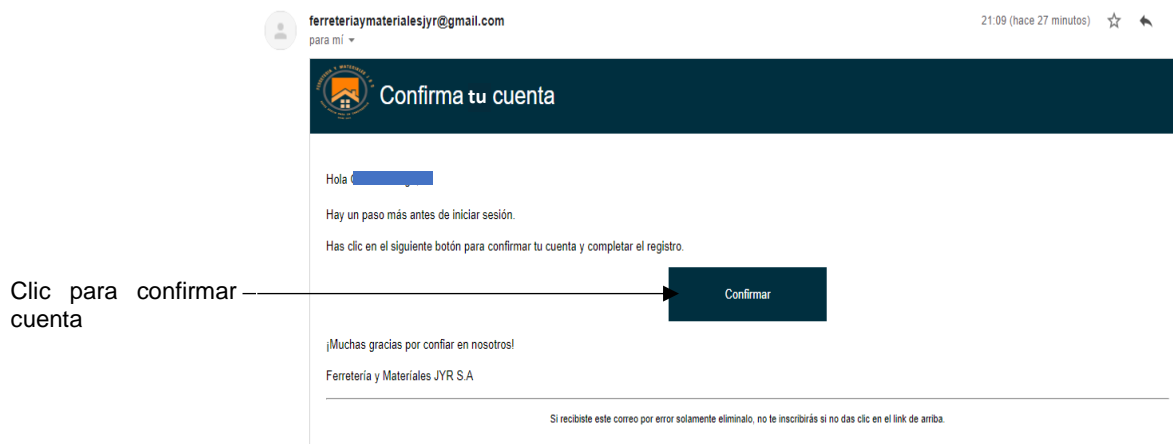 ferreteriaymaterialesjyr@gmail.com
21:09 (hace 27 minutos)
para mí
Confirma tu cuenta
Hola
Hay un paso más antes de iniciar sesión.
Has clic en el siguiente botón para confirmar tu cuenta y completar el registro.
Clic para confirmar
cuenta
Confirmar
¡Muchas gracias por confiar en nosotros!
Ferretería y Materíales JYR S.A
Si recibiste este correo por error solamente eliminalo, no te inscribirás si no das clic en el link de arriba.